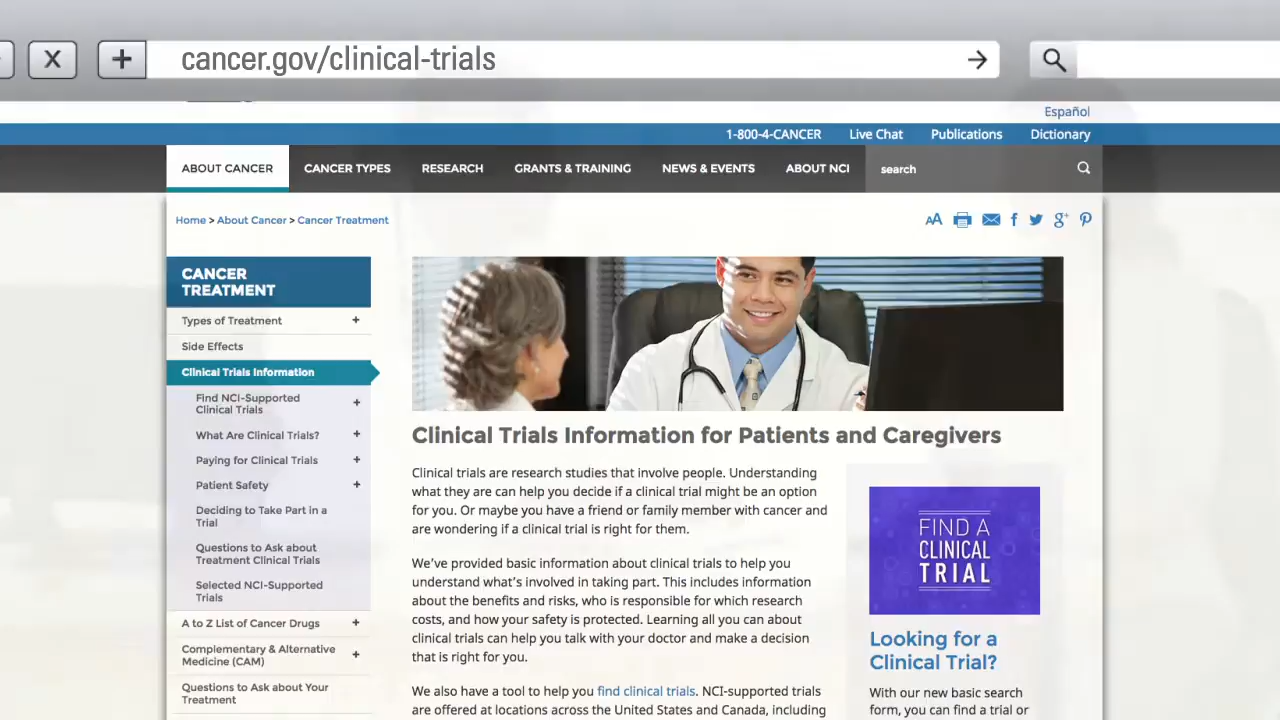 cancer.gov/clinical-trials
Español
1-800-4-CANCER Live Chat Publications Dictionary
ABOUT CANCER CANCER TYPES RESEARCH GRANTS & TRAINING NEWS & EVENTS ABOUT NCI search
Home > About Cancer > Cancer Treatment
CANCER
TREATMENT
Types of Treatment +
Side Effects
Clinical Trials Information
Find NCI-Supported
Clinical Trials +
What Are Clinical Trials? +
Paying for Clinical Trials +
Patient Safety +
Deciding to Take Part in a
Trial
Questions to Ask about
Treatment Clinical Trials
Selected NCI-Supported
Trials
A to Z List of Cancer Drugs +
Complementary & Alternative
Medicine (CAM) +
Questions to Ask about Your
Treatment
Clinical Trials Information for Patients and Caregivers
Clinical trials are research studies that involve people. Understanding
what they are can help you decide if a clinical trial might be an option
for you. Or maybe you have a friend or family member with cancer and
are wondering if a clinical trial is right for them.
We've provided basic information about clinical trials to help you
understand what's involved in taking part. This includes information
about the benefits and risks, who is responsible for which research
costs, and how your safety is protected. Learning all you can about
clinical trials can help you talk with your doctor and make a decision
that is right for you.
We also have a tool to help you find clinical trials. NCI-supported trials
are offered at locations across the United States and Canada, including
FIND A
CLINICAL
TRIAL
Looking for a
Clinical Trial?
With our new basic search
form, you can find a trial or